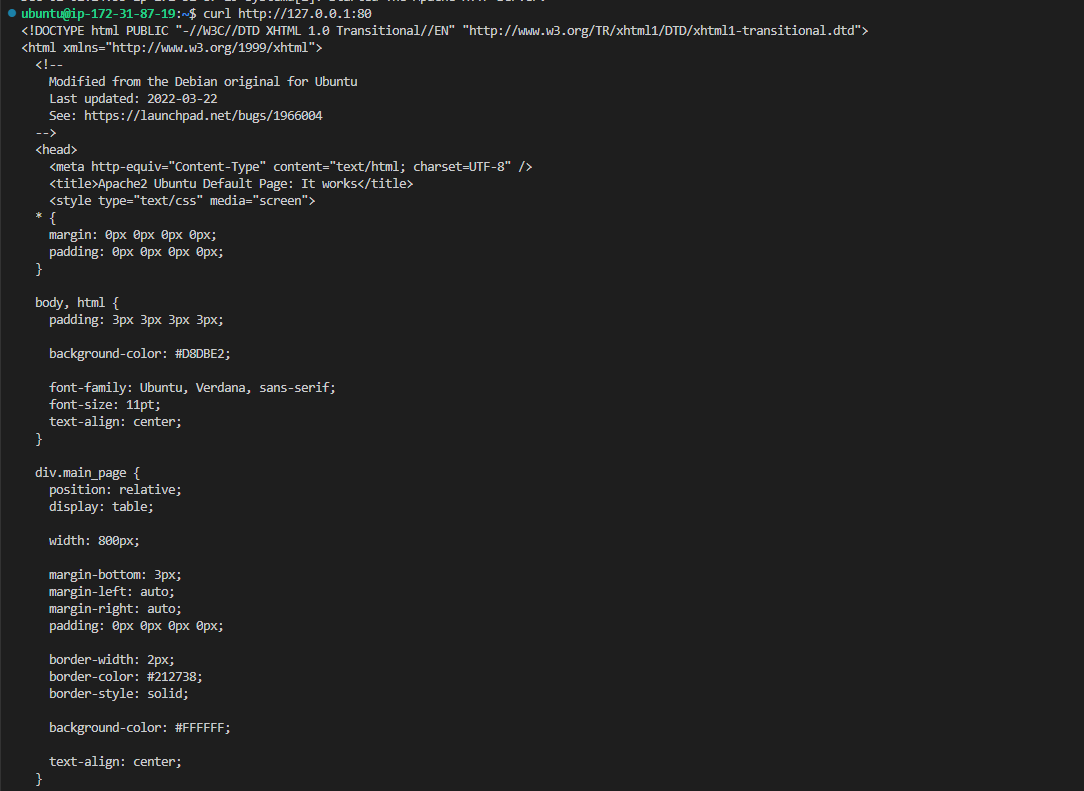 ubuntu@ip-172-31-87-19:~$ curl http://127.0.0.1:80
<!DOCTYPE html PUBLIC "-//W3C//DTD XHTML 1.0 Transitional//EN" "http://www.w3.org/TR/xhtml1/DTD/xhtml1-transitional.dtd">
<html xmlns="http://www.w3.org/1999/xhtml">
  <!--
    Modified from the Debian original for Ubuntu
    Last updated: 2022-03-22
    See: https://launchpad.net/bugs/1966004
  -->
  <head>
    <meta http-equiv="Content-Type" content="text/html; charset=UTF-8" />
    <title>Apache2 Ubuntu Default Page: It works</title>
    <style type="text/css" media="screen">
  * {
    margin: 0px 0px 0px 0px;
    padding: 0px 0px 0px 0px;
  }
  body, html {
    padding: 3px 3px 3px 3px;
    background-color: #D8DBE2;
    font-family: Ubuntu, Verdana, sans-serif;
    font-size: 11pt;
    text-align: center;
  }
  div.main_page {
    position: relative;
    display: table;
    width: 800px;
    margin-bottom: 3px;
    margin-left: auto;
    margin-right: auto;
    padding: 0px 0px 0px 0px;
    border-width: 2px;
    border-color: #212738;
    border-style: solid;
    background-color: #FFFFFF;
    text-align: center;
  }